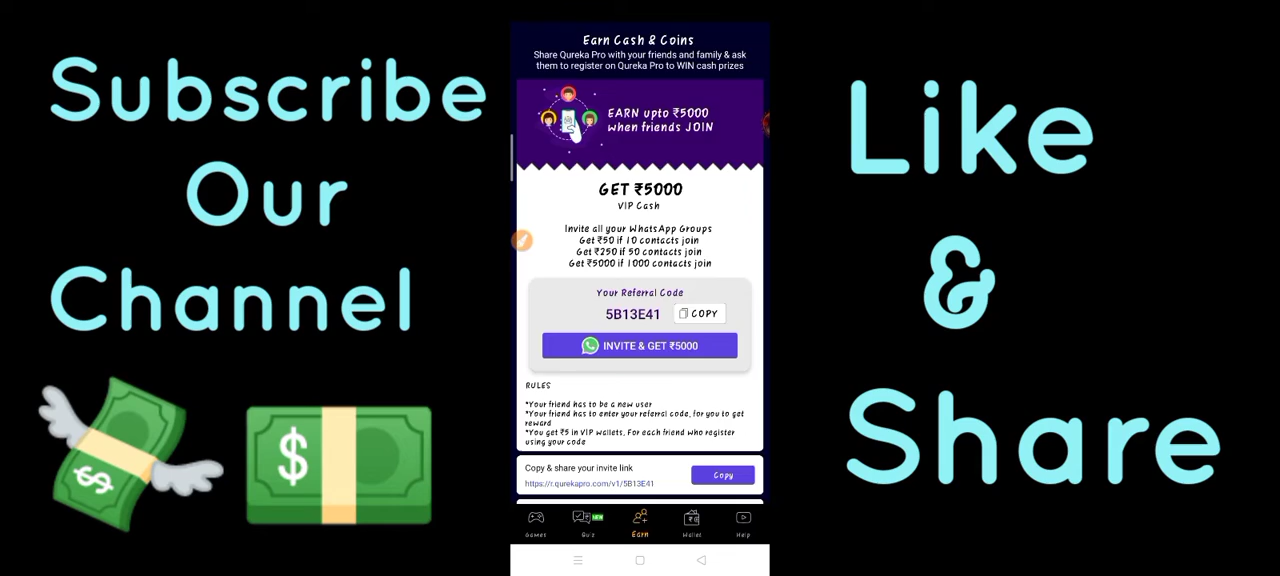 Subscribe
Our
Channel
Earn Cash & Coins
Share Qureka Pro with your friends and family & ask
them to register on Qureka Pro to WIN cash prizes
EARN upto ₹5000
when friends JOIN
GET ₹5000
VIP Cash
Invite all your WhatsApp Groups
Get ₹50 if 10 contacts join
Get ₹250 if 50 contacts join
Get ₹5000 if 1000 contacts join
Your Referral Code
5B13E41 COPY
INVITE & GET ₹5000
RULES
*Your friend has to be a new user
*Your friend has to enter your referral code, for you to get
reward
*You get ₹5 in VIP wallets, For each friend who register
using your code
Copy & share your invite link
https://r.qurekapro.com/v1/5B13E41
Copy
Games Quiz NEW Earn Wallet Help
Like
&
Share